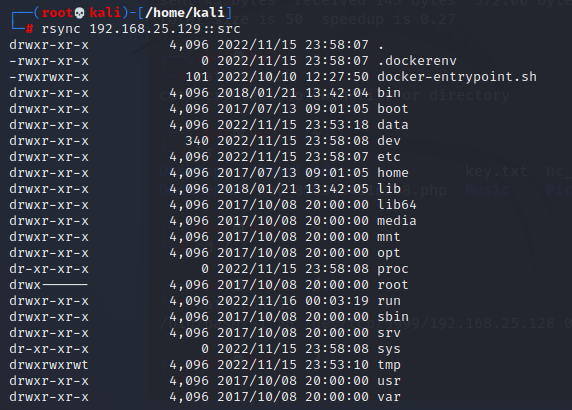 (root💀kali)-[/home/kali]
# rsync 192.168.25.129::src
drwxr-xr-x 4,096 2022/11/15 23:58:07 .
-rwxr-xr-x 0 2022/11/15 23:58:07 .dockerenv
-rwxrwxr-x 101 2022/10/10 12:27:50 docker-entrypoint.sh
drwxr-xr-x 4,096 2018/01/21 13:42:04 bin
drwxr-xr-x 4,096 2017/07/13 09:01:05 boot
drwxr-xr-x 4,096 2022/11/15 23:53:18 data
drwxr-xr-x 340 2022/11/15 23:58:08 dev
drwxr-xr-x 4,096 2022/11/15 23:58:07 etc
drwxr-xr-x 4,096 2017/07/13 09:01:05 home
drwxr-xr-x 4,096 2018/01/21 13:42:05 lib
drwxr-xr-x 4,096 2017/10/08 20:00:00 lib64
drwxr-xr-x 4,096 2017/10/08 20:00:00 media
drwxr-xr-x 4,096 2017/10/08 20:00:00 mnt
drwxr-xr-x 4,096 2017/10/08 20:00:00 opt
dr-xr-xr-x 0 2022/11/15 23:58:08 proc
drwx------ 4,096 2017/10/08 20:00:00 root
drwxr-xr-x 4,096 2022/11/16 00:03:19 run
drwxr-xr-x 4,096 2017/10/08 20:00:00 sbin
drwxr-xr-x 4,096 2017/10/08 20:00:00 srv
dr-xr-xr-x 0 2022/11/15 23:58:08 sys
drwxrwxrwt 4,096 2022/11/15 23:53:10 tmp
drwxr-xr-x 4,096 2017/10/08 20:00:00 usr
drwxr-xr-x 4,096 2017/10/08 20:00:00 var